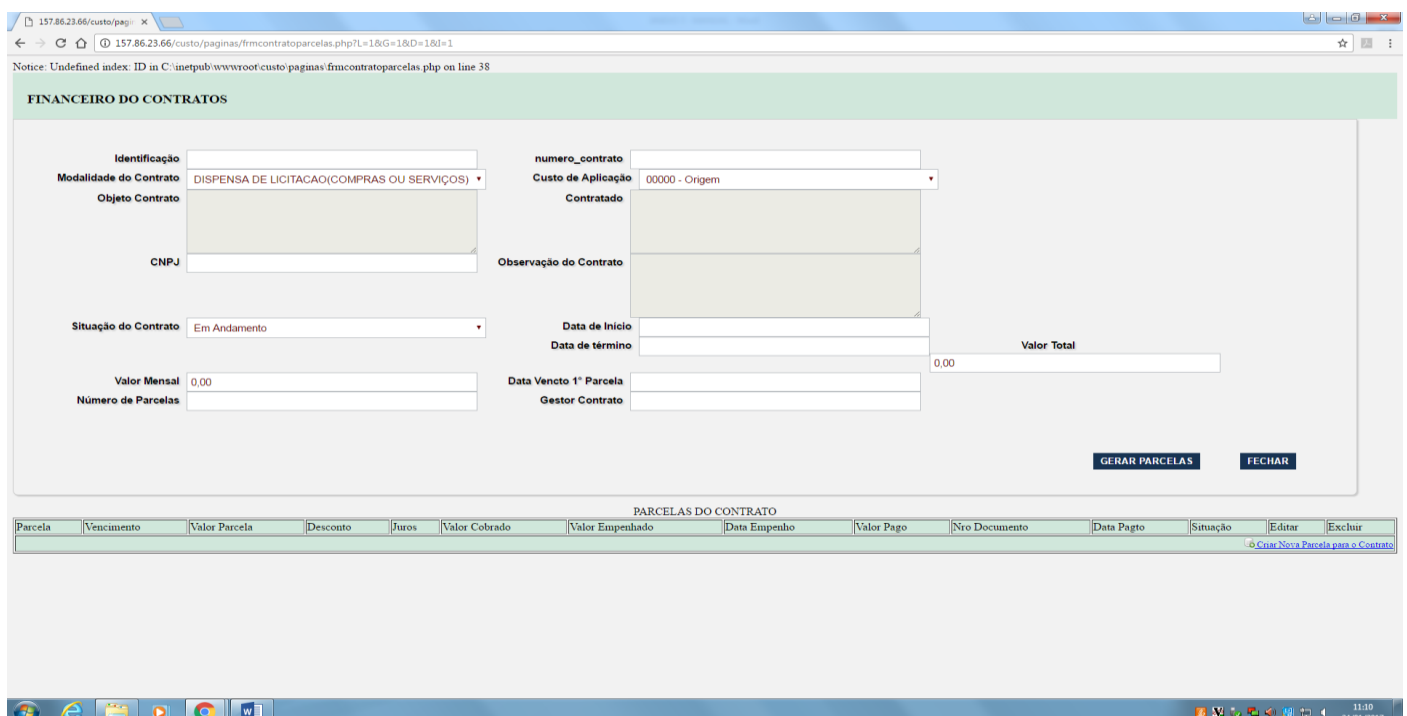 157.86.23.66/custo/pagin
157.86.23.66/custo/paginas/frmcontratoparcelas.php?L=1&G=1&D=1&I=1
Notice: Undefined index: ID in C:\inetpub\wwwroot\custo\paginas\frmcontratoparcelas.php on line 38
FINANCEIRO DO CONTRATOS
Identificação numero_contrato
Modalidade do Contrato DISPENSA DE LICITACAO(COMPRAS OU SERVIÇOS) Custo de Aplicação 00000 - Origem
Objeto Contrato Contratado
CNPJ Observação do Contrato
Situação do Contrato Em Andamento Data de Início
Data de término Valor Total
0,00
Valor Mensal 0,00 Data Vencto 1° Parcela
Número de Parcelas Gestor Contrato
GERAR PARCELAS FECHAR
PARCELAS DO CONTRATO
Parcela Vencimento Valor Parcela Desconto Juros Valor Cobrado Valor Empenhado Data Empenho Valor Pago Nro Documento Data Pagto Situação Editar Excluir
Criar Nova Parcela para o Contrato
11:10